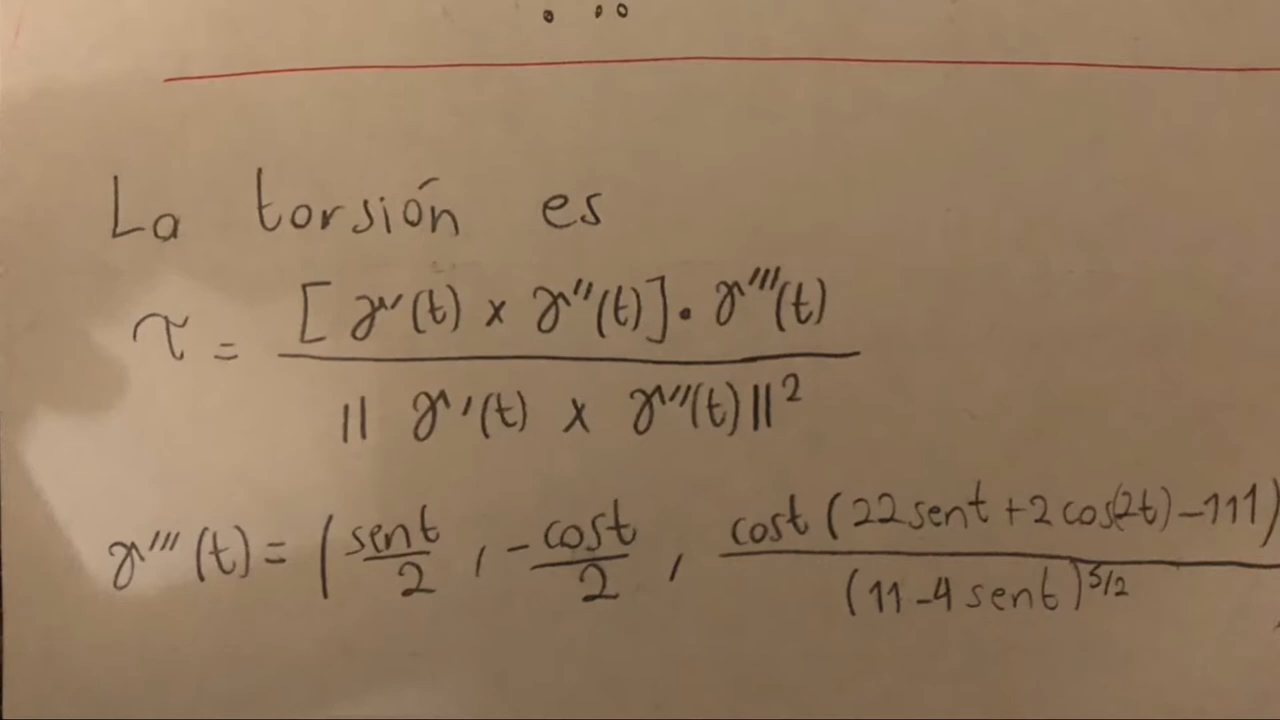 La torsión es
τ = [γ'(t) × γ''(t)] · γ'''(t) / || γ'(t) × γ''(t)||²
γ'''(t) = (sent/2 , -cost/2 , cost(22sent+2cos(2t)-111)/(11-4sent)^5/2